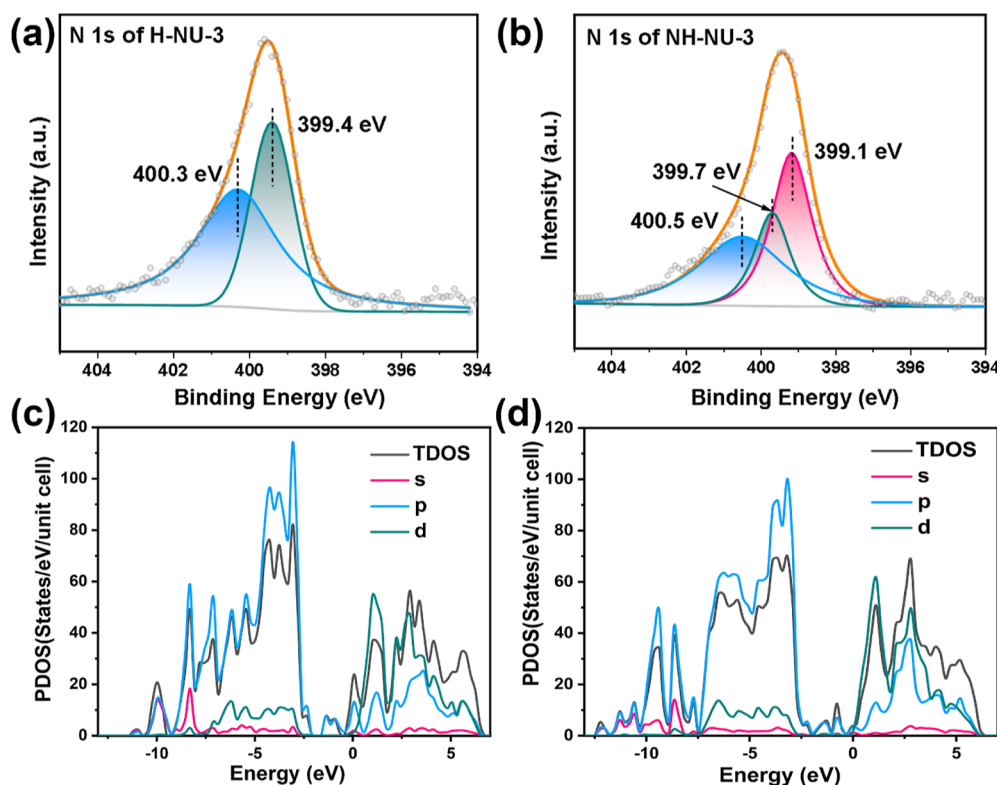 (a)
N 1s of H-NU-3
399.4 eV
400.3 eV
Intensity (a.u.)
404 402 400 398 396 394
Binding Energy (eV)
(b)
N 1s of NH-NU-3
399.1 eV
399.7 eV
400.5 eV
Intensity (a.u.)
404 402 400 398 396 394
Binding Energy (eV)
(c)
120
100
80
60
40
20
0
PDOS(States/eV/unit cell)
TDOS
s
p
d
-10 -5 0 5
Energy (eV)
(d)
120
100
80
60
40
20
0
PDOS(States/eV/unit cell)
TDOS
s
p
d
-10 -5 0 5
Energy (eV)